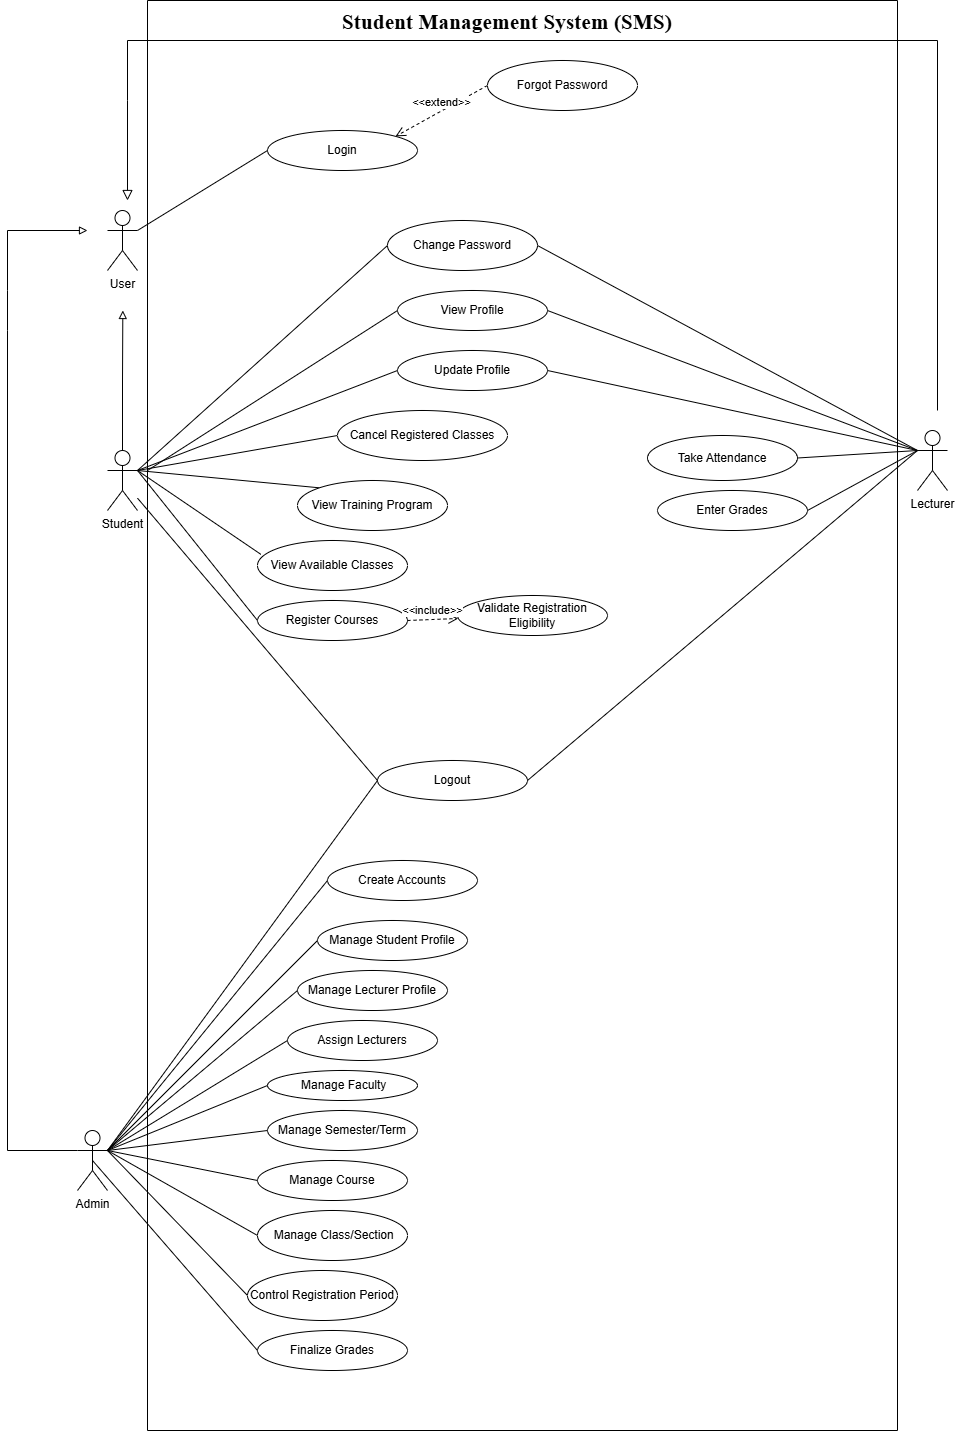 Student Management System (SMS)
Forgot Password
<<extend>>
Login
User
Change Password
View Profile
Update Profile
Cancel Registered Classes
Take Attendance
View Training Program
Enter Grades
Lecturer
Student
View Available Classes
Register Courses
<<include>>
Validate Registration
Eligibility
Logout
Create Accounts
Manage Student Profile
Manage Lecturer Profile
Assign Lecturers
Manage Faculty
Manage Semester/Term
Manage Course
Admin
Manage Class/Section
Control Registration Period
Finalize Grades